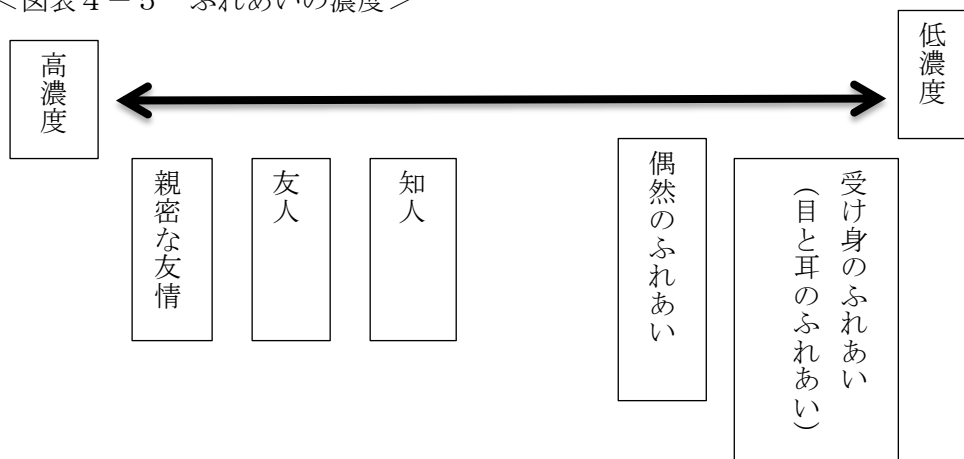 ＜図表４－５　ふれあいの濃度＞
高濃度
低濃度
親密な友情
友人
知人
偶然のふれあい
受け身のふれあい
（目と耳のふれあい）